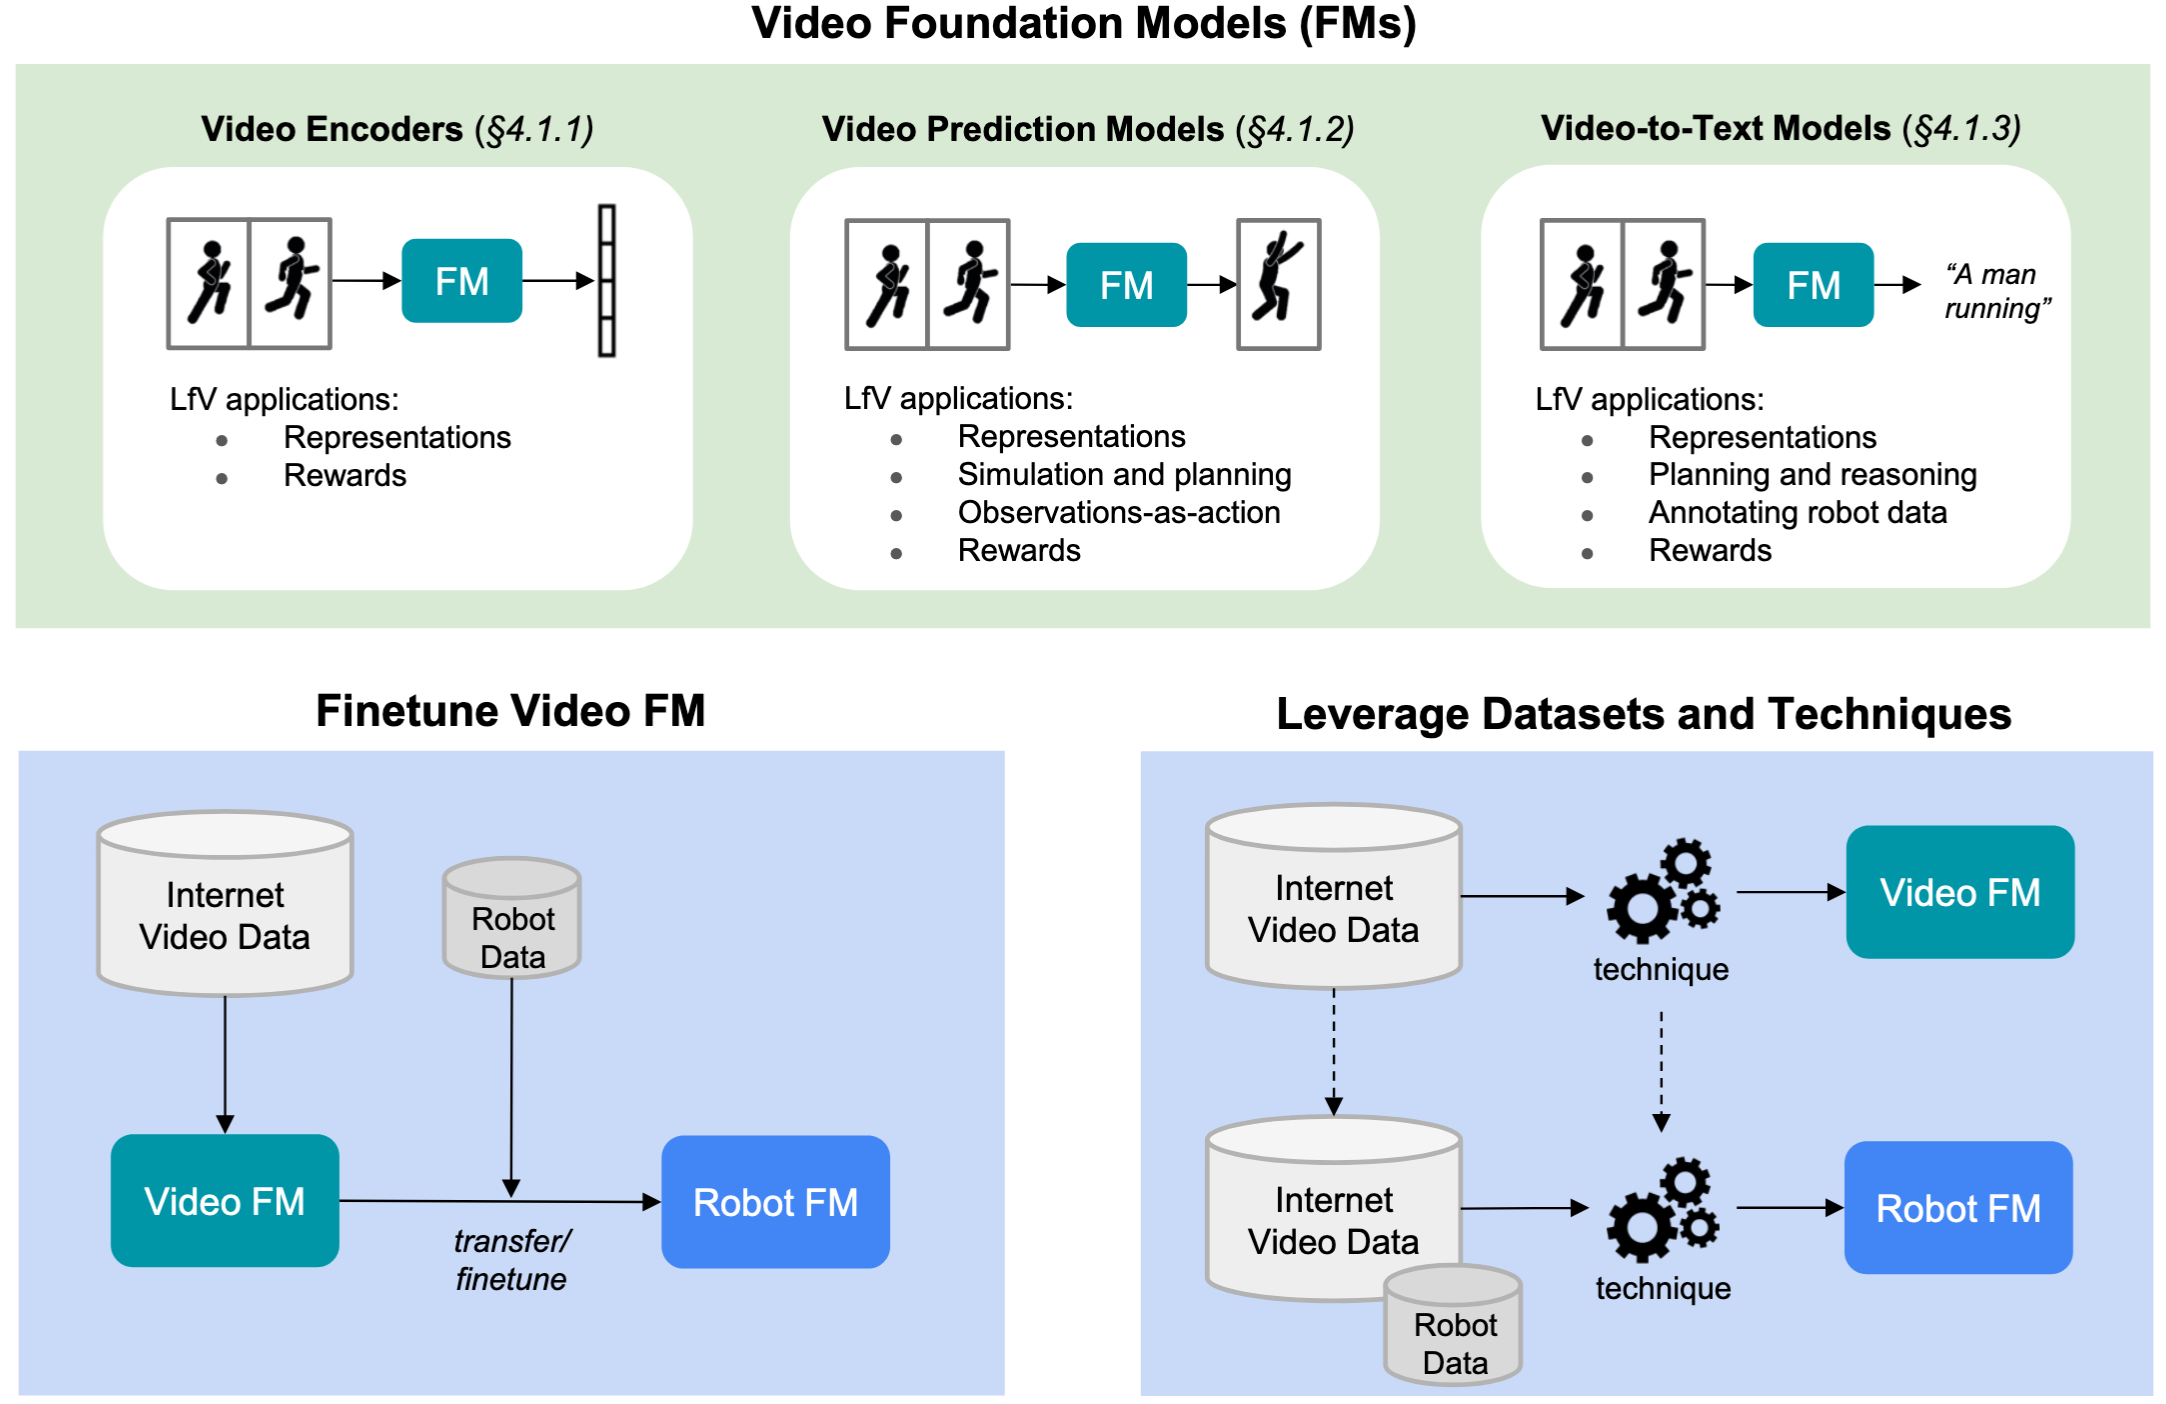 Video Foundation Models (FMs)
Video Encoders (§4.1.1)
FM
LfV applications:
● Representations
● Rewards
Video Prediction Models (§4.1.2)
FM
LfV applications:
● Representations
● Simulation and planning
● Observations-as-action
● Rewards
Video-to-Text Models (§4.1.3)
FM
“A man
running”
LfV applications:
● Representations
● Planning and reasoning
● Annotating robot data
● Rewards
Finetune Video FM
Internet
Video Data
Robot
Data
Video FM
transfer/
finetune
Robot FM
Leverage Datasets and Techniques
Internet
Video Data
technique
Video FM
Internet
Video Data
Robot
Data
technique
Robot FM